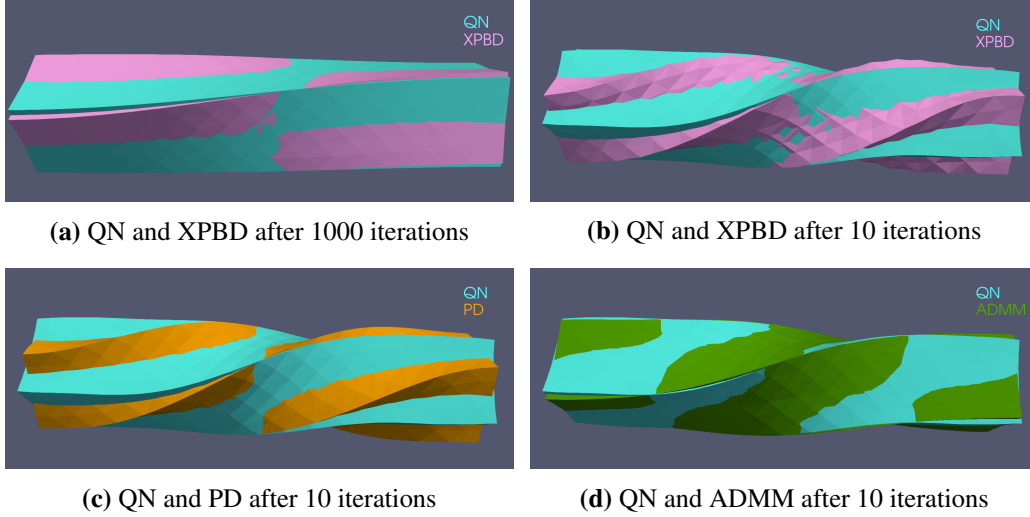 QN
XPBD
QN
XPBD
(a) QN and XPBD after 1000 iterations
(b) QN and XPBD after 10 iterations
QN
PD
QN
ADMM
(c) QN and PD after 10 iterations
(d) QN and ADMM after 10 iterations